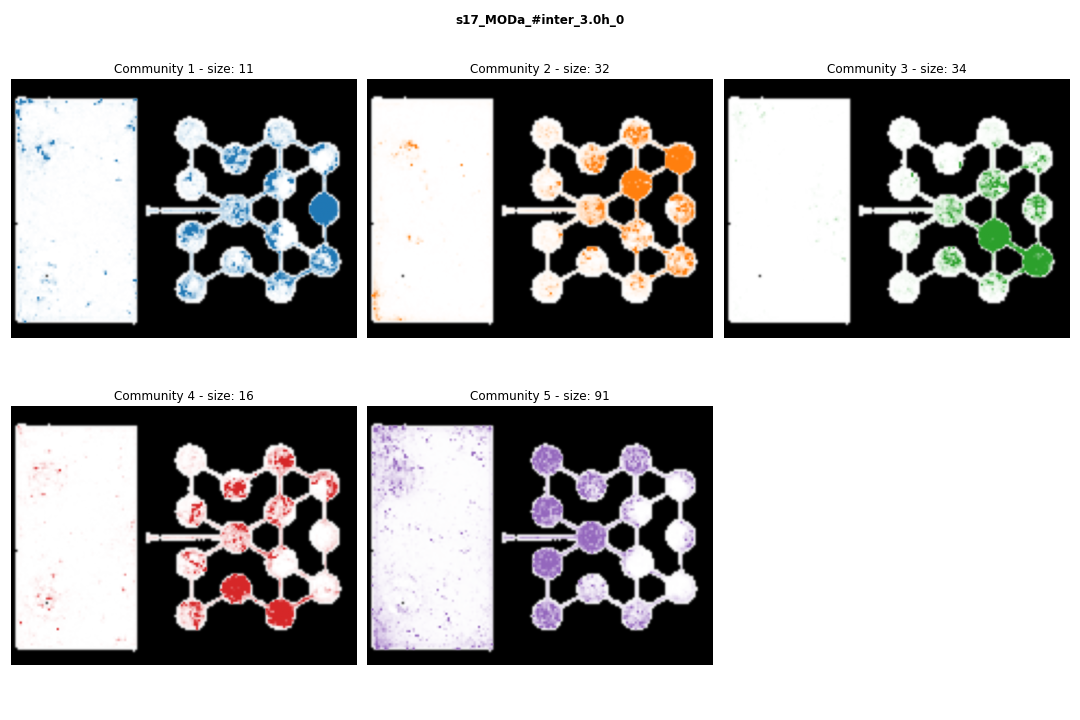 s17_MODa_#inter_3.0h_0
Community 1 - size: 11
Community 2 - size: 32
Community 3 - size: 34
Community 4 - size: 16
Community 5 - size: 91